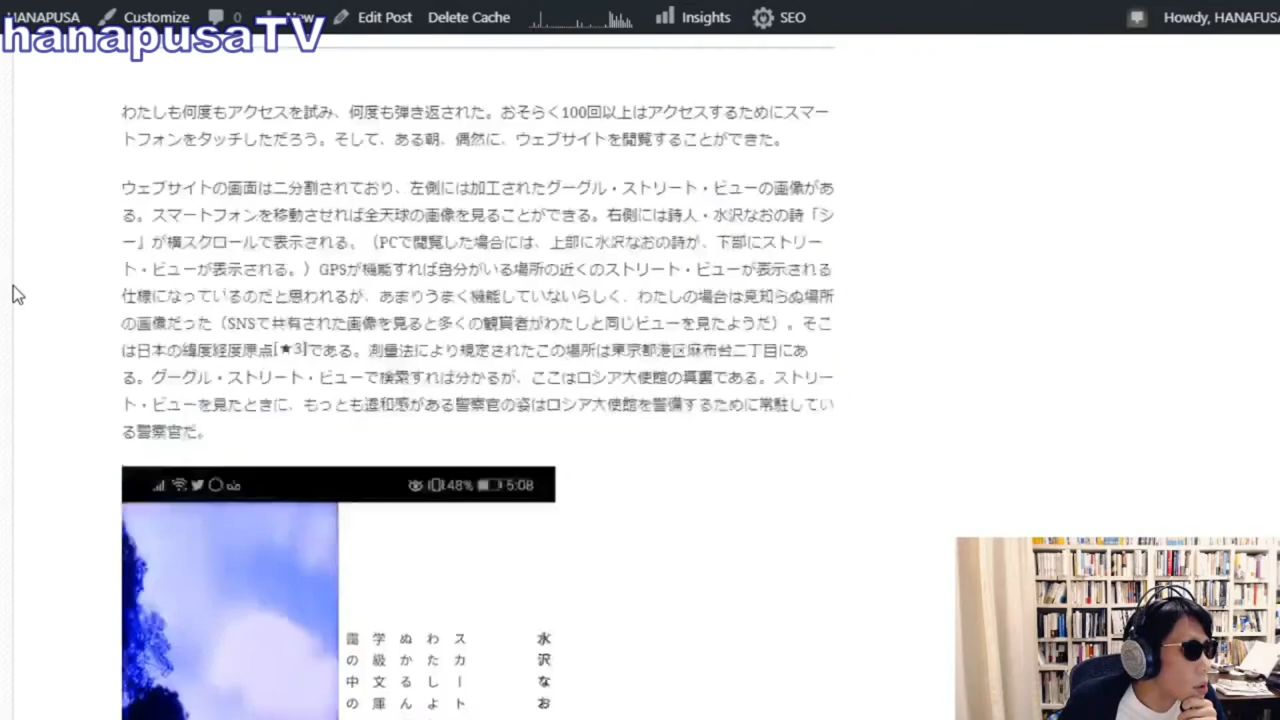 HANAPUSA Customize 0 New Edit Post Delete Cache Insights SEO Howdy, HANAFUSA
hanapusaTV
わたしも何度もアクセスを試み、何度も弾き返された。おそらく100回以上はアクセスするためにスマー
トフォンをタッチしただろう。そして、ある朝、偶然に、ウェブサイトを閲覧することができた。
ウェブサイトの画面は二分割されており、左側には加工されたグーグル・ストリート・ビューの画像があ
る。スマートフォンを移動させれば全天球の画像を見ることができる。右側には詩人・水沢なおの詩「シ
ー」が横スクロールで表示される。（PCで閲覧した場合には、上部に水沢なおの詩が、下部にストリー
ト・ビューが表示される。）GPSが機能すれば自分がいる場所の近くのストリート・ビューが表示される
仕様になっているのだと思われるが、あまりうまく機能していないらしく、わたしの場合は見知らぬ場所
の画像だった（SNSで共有された画像を見ると多くの観賞者がわたしと同じビューを見たようだ）。そこ
は日本の緯度経度原点[★3]である。測量法により規定されたこの場所は東京都港区麻布台二丁目にあ
る。グーグル・ストリート・ビューで検索すれば分かるが、ここはロシア大使館の真裏である。ストリー
ト・ビューを見たときに、もっとも違和感がある警察官の姿はロシア大使館を警備するために常駐してい
る警察官だ。
48% 5:08
水沢なお
スカート
わたしよ
ぬかるん
学級文庫
の中の